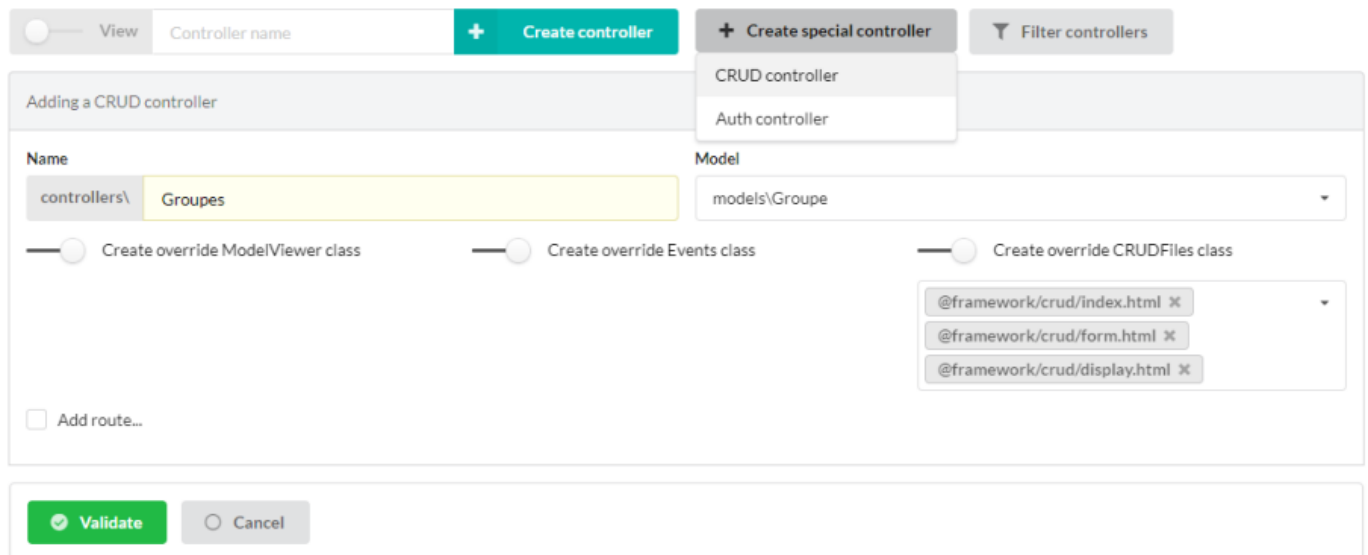 View Controller name Create controller Create special controller Filter controllers
CRUD controller
Adding a CRUD controller
Auth controller
Name Model
controllers\ Groupes models\Groupe
Create override ModelViewer class Create override Events class Create override CRUDFiles class
@framework/crud/index.html
@framework/crud/form.html
@framework/crud/display.html
Add route...
Validate Cancel